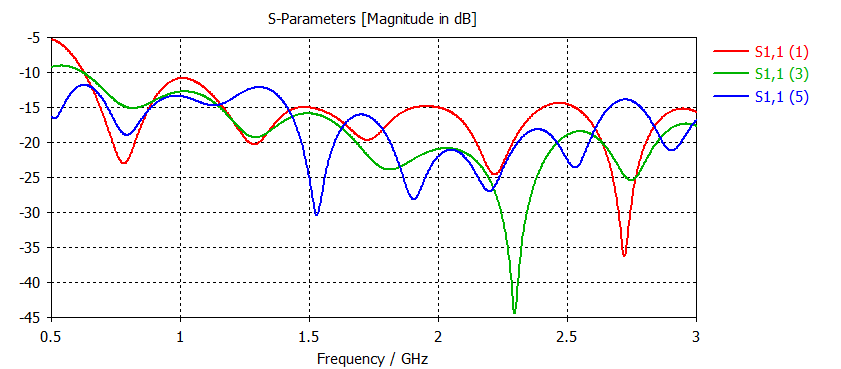 S-Parameters [Magnitude in dB]
-5
-10
-15
-20
-25
-30
-35
-40
-45
0.5 1 1.5 2 2.5 3
Frequency / GHz
S1,1 (1)
S1,1 (3)
S1,1 (5)